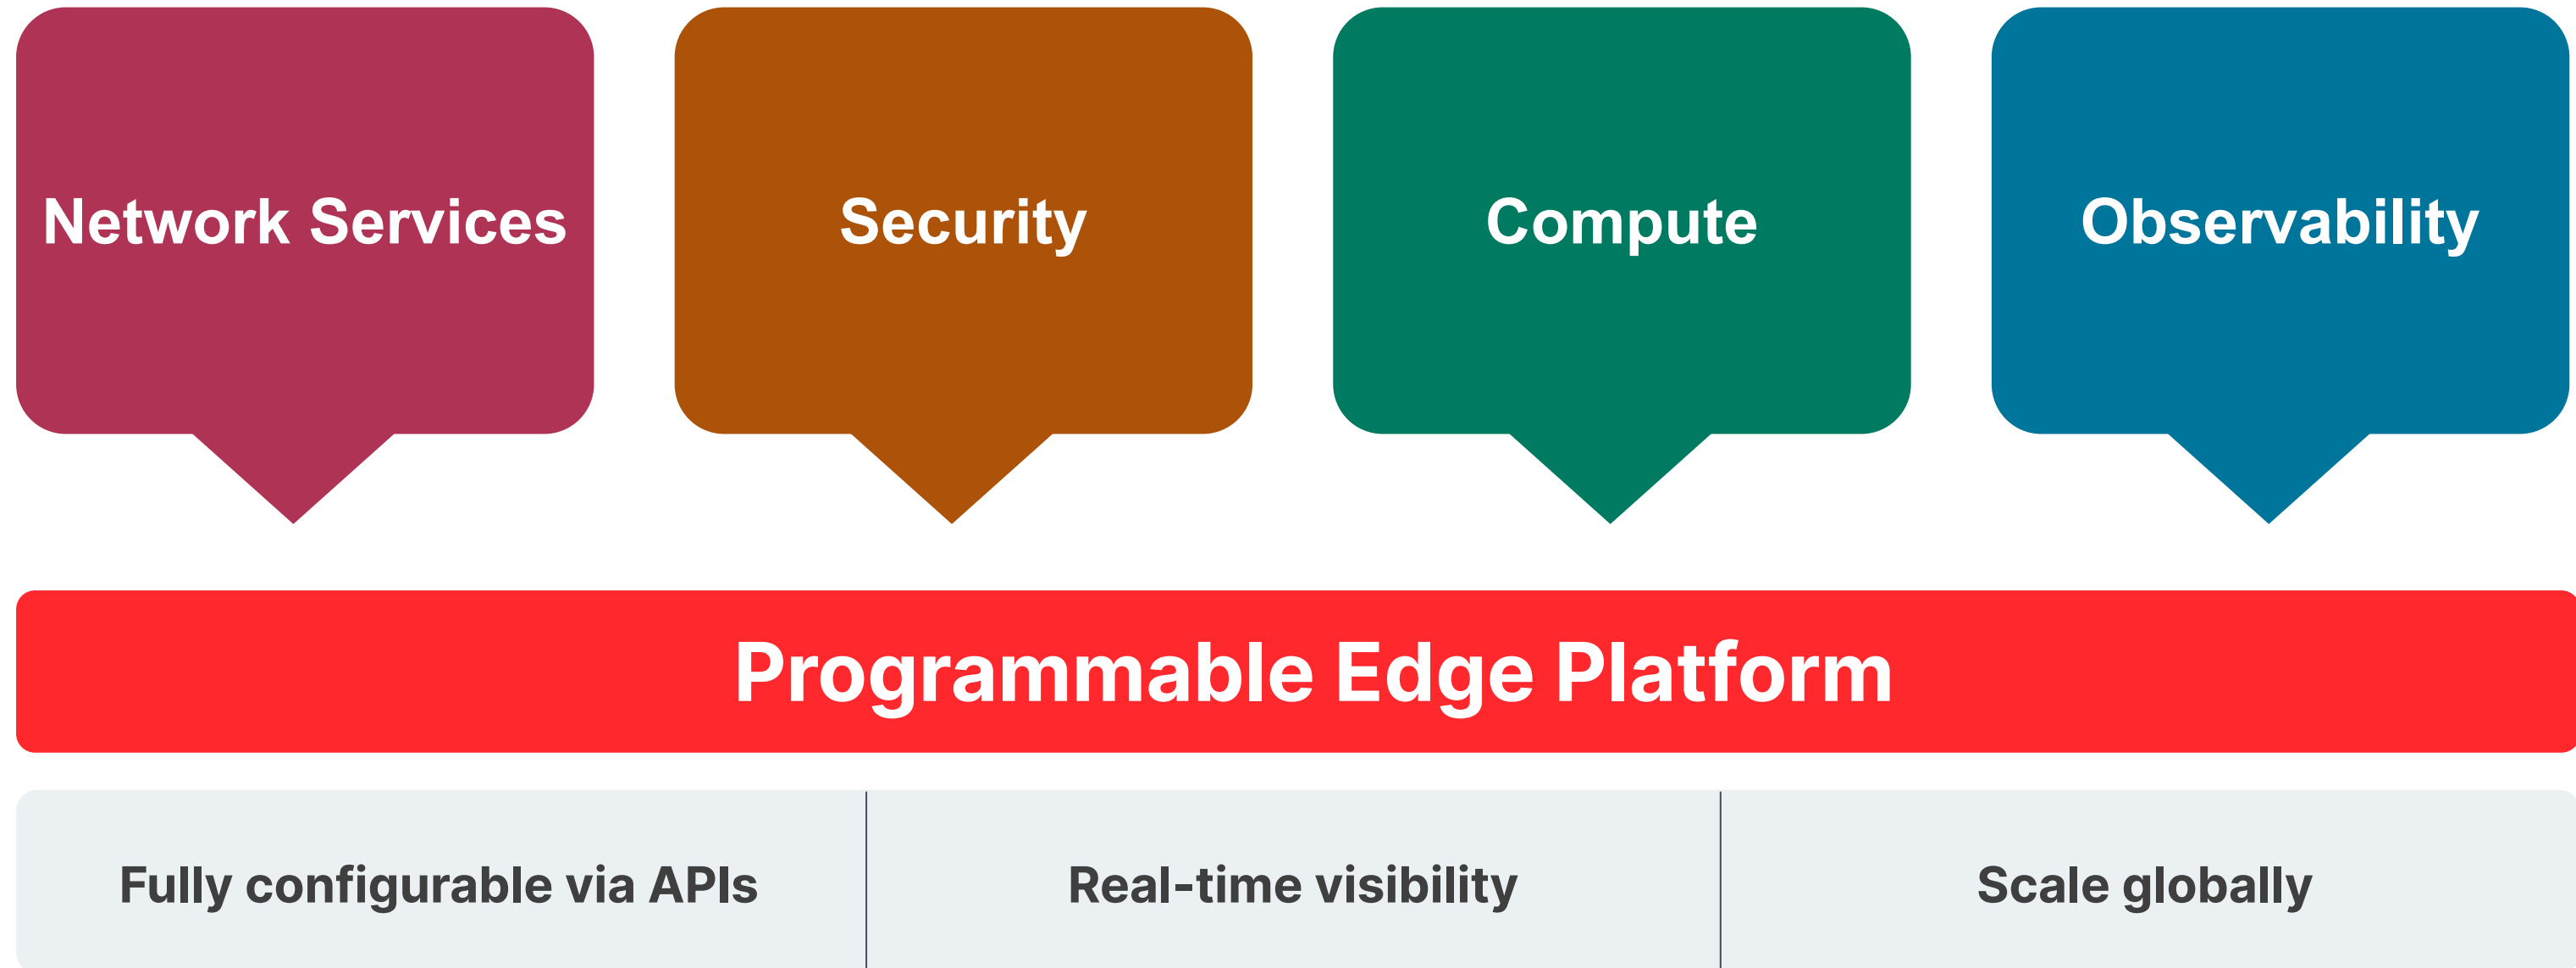 Network Services
Security
Compute
Observability
Programmable Edge Platform
Fully configurable via APIs
Real-time visibility
Scale globally